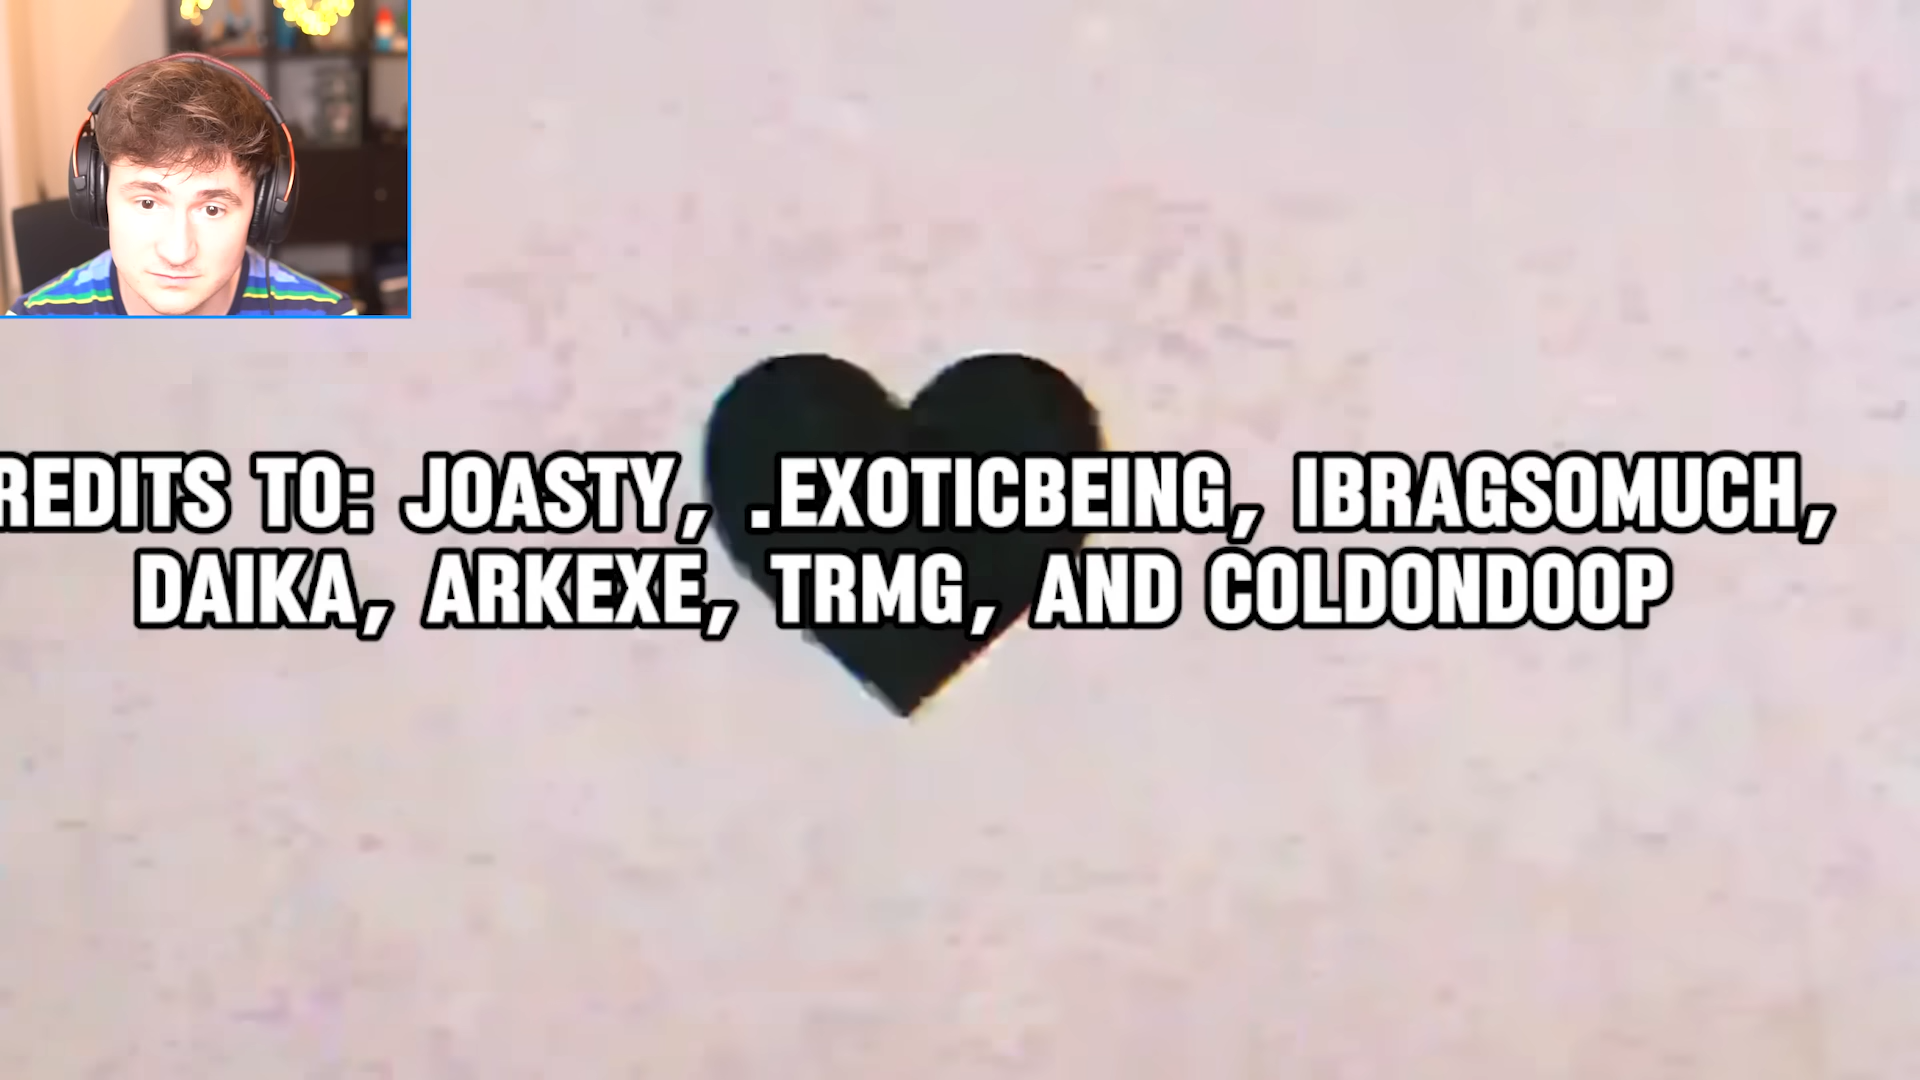 REDITS TO: JOASTY, .EXOTICBEING, IBRAGSOMUCH,
DAIKA, ARKEXE, TRMG, AND COLDONDOOP